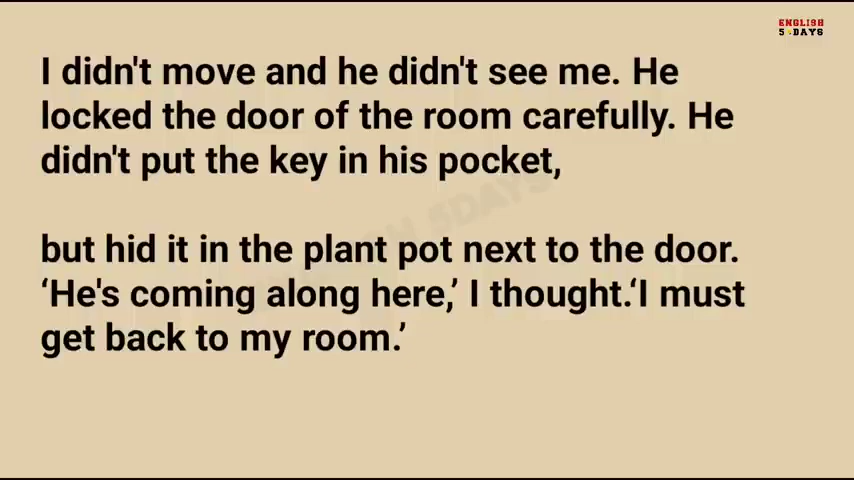 ENGLISH
5 DAYS
I didn't move and he didn't see me. He
locked the door of the room carefully. He
didn't put the key in his pocket,
but hid it in the plant pot next to the door.
‘He's coming along here,’ I thought.‘I must
get back to my room.’